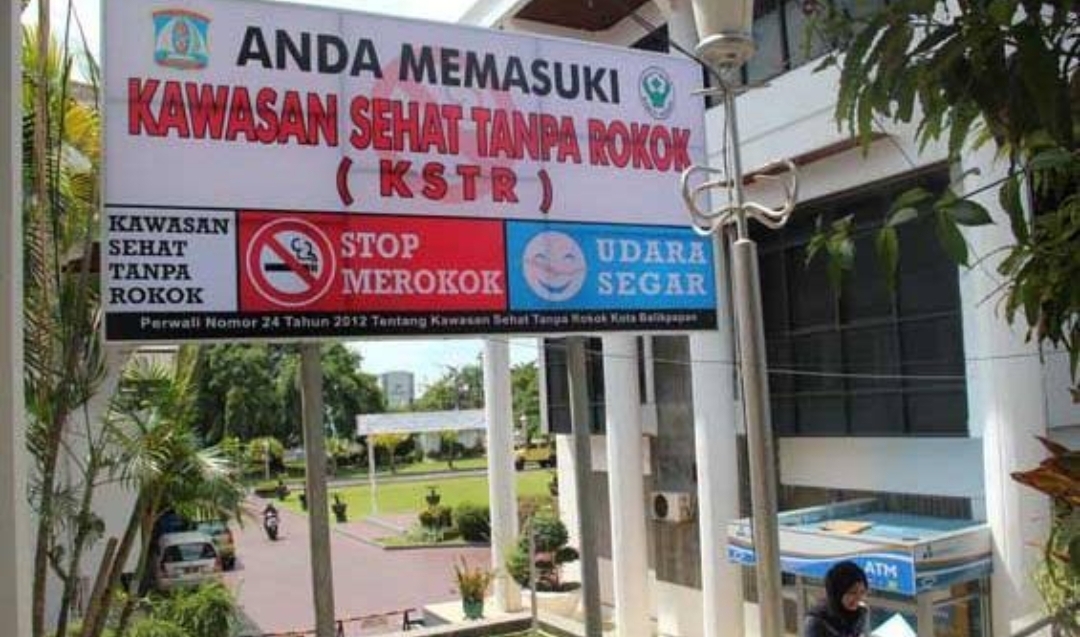 ANDA MEMASUKI
KAWASAN SEHAT TANPA ROKOK
( KSTR )
KAWASAN
SEHAT
TANPA
ROKOK
STOP
MEROKOK
UDARA
SEGAR
Perwali Nomor 24 Tahun 2012 Tentang Kawasan Sehat Tanpa Rokok Kota Balikpapan
ATM